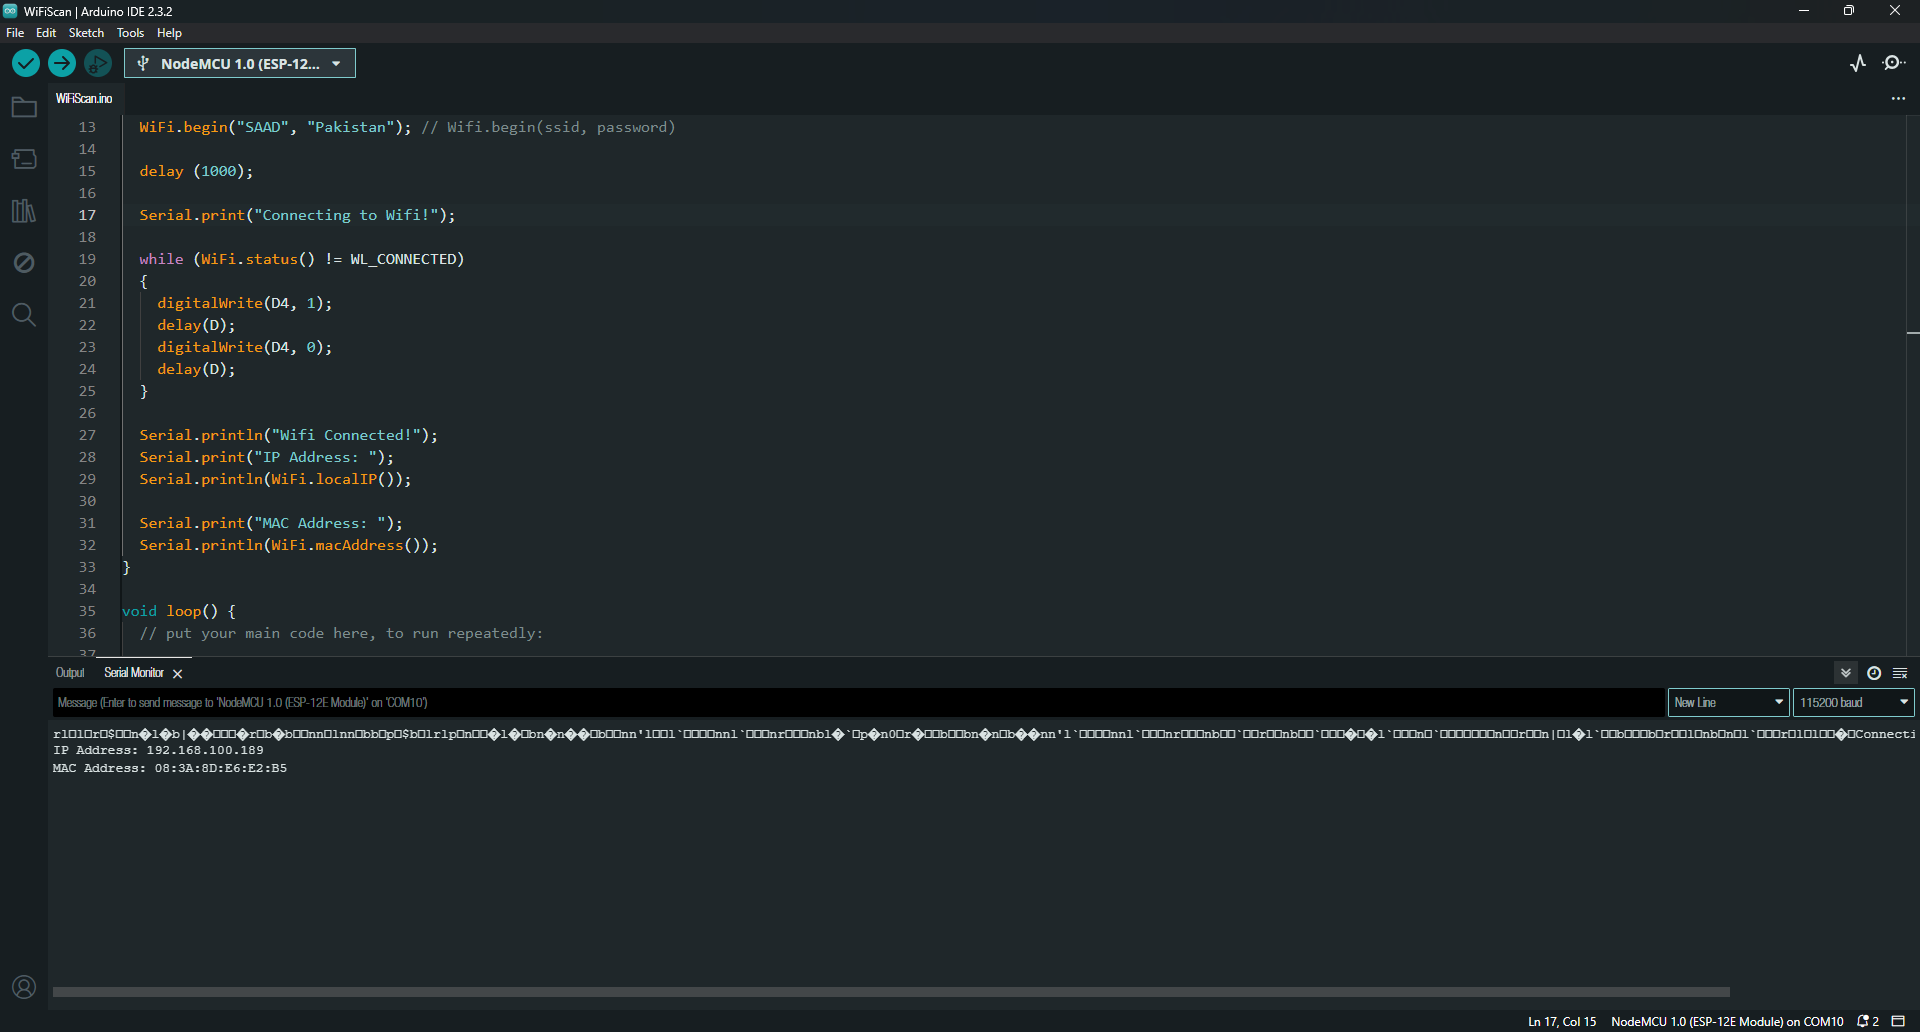 WiFiScan | Arduino IDE 2.3.2
File Edit Sketch Tools Help
NodeMCU 1.0 (ESP-12...
WiFiScan.ino
13 WiFi.begin("SAAD", "Pakistan"); // Wifi.begin(ssid, password)
14
15 delay (1000);
16
17 Serial.print("Connecting to Wifi!");
18
19 while (WiFi.status() != WL_CONNECTED)
20 {
21 digitalWrite(D4, 1);
22 delay(D);
23 digitalWrite(D4, 0);
24 delay(D);
25 }
26
27 Serial.println("Wifi Connected!");
28 Serial.print("IP Address: ");
29 Serial.println(WiFi.localIP());
30
31 Serial.print("MAC Address: ");
32 Serial.println(WiFi.macAddress());
33 }
34
35 void loop() {
36 // put your main code here, to run repeatedly:
37
Output Serial Monitor
Message (Enter to send message to 'NodeMCU 1.0 (ESP-12E Module)' on 'COM10') New Line 115200 baud
Connecti
IP Address: 192.168.100.189
MAC Address: 08:3A:8D:E6:E2:B5
Ln 17, Col 15 NodeMCU 1.0 (ESP-12E Module) on COM10 2